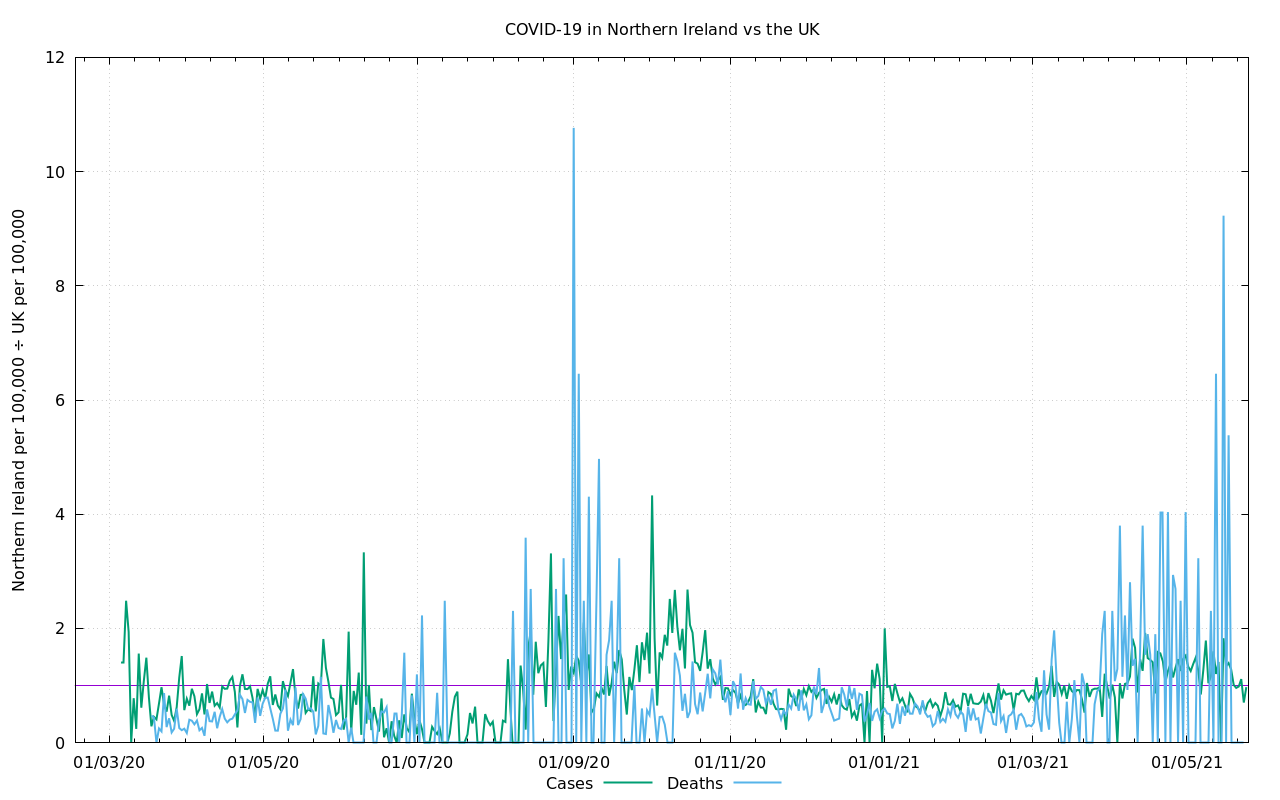 COVID-19 in Northern Ireland vs the UK
Northern Ireland per 100,000 ÷ UK per 100,000
12
10
8
6
4
2
0
01/03/20 01/05/20 01/07/20 01/09/20 01/11/20 01/01/21 01/03/21 01/05/21
Cases Deaths